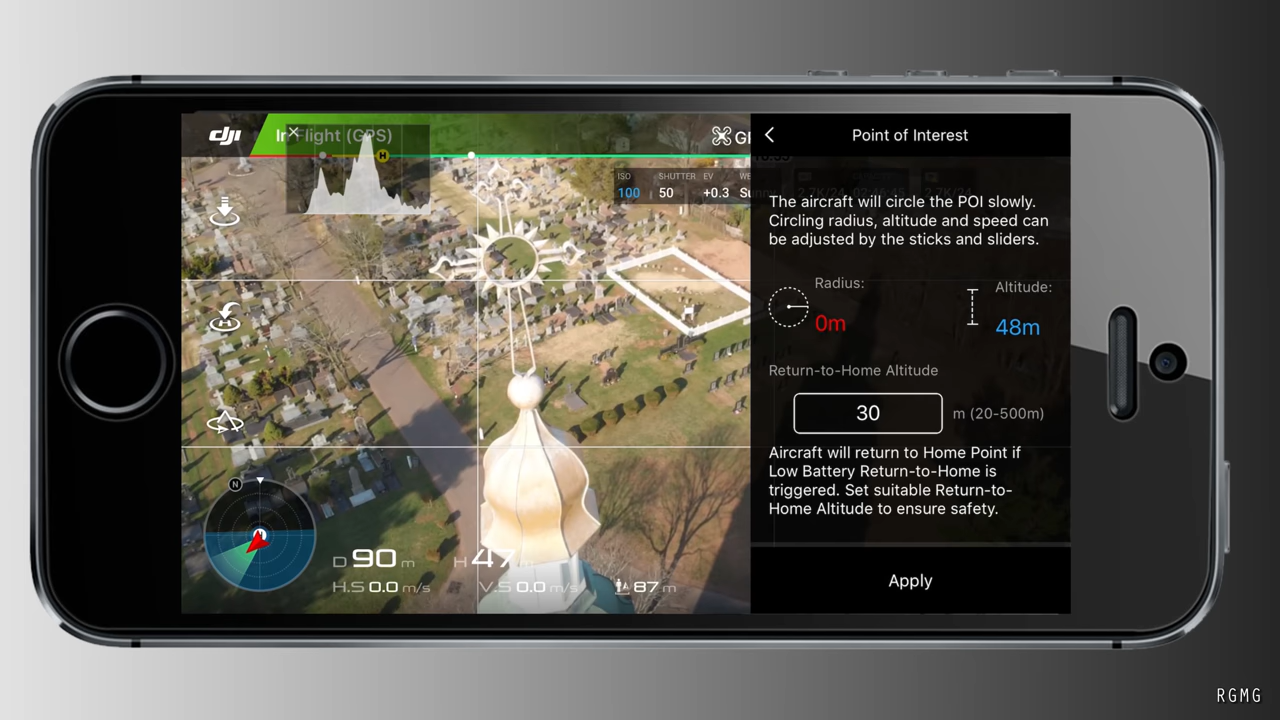 dji
In Flight (GPS)
GP
Point of Interest
ISO
SHUTTER
EV
WE
100
50
+0.3
Su
H
The aircraft will circle the POI slowly.
Circling radius, altitude and speed can
be adjusted by the sticks and sliders.
Radius:
0m
Altitude:
48m
Return-to-Home Altitude
30
m (20-500m)
Aircraft will return to Home Point if
Low Battery Return-to-Home is
triggered. Set suitable Return-to-
Home Altitude to ensure safety.
N
D 90 m
H 47
H.S 0.0 m/s
V.S 0.0 m/s
87 m
Apply
RGMG